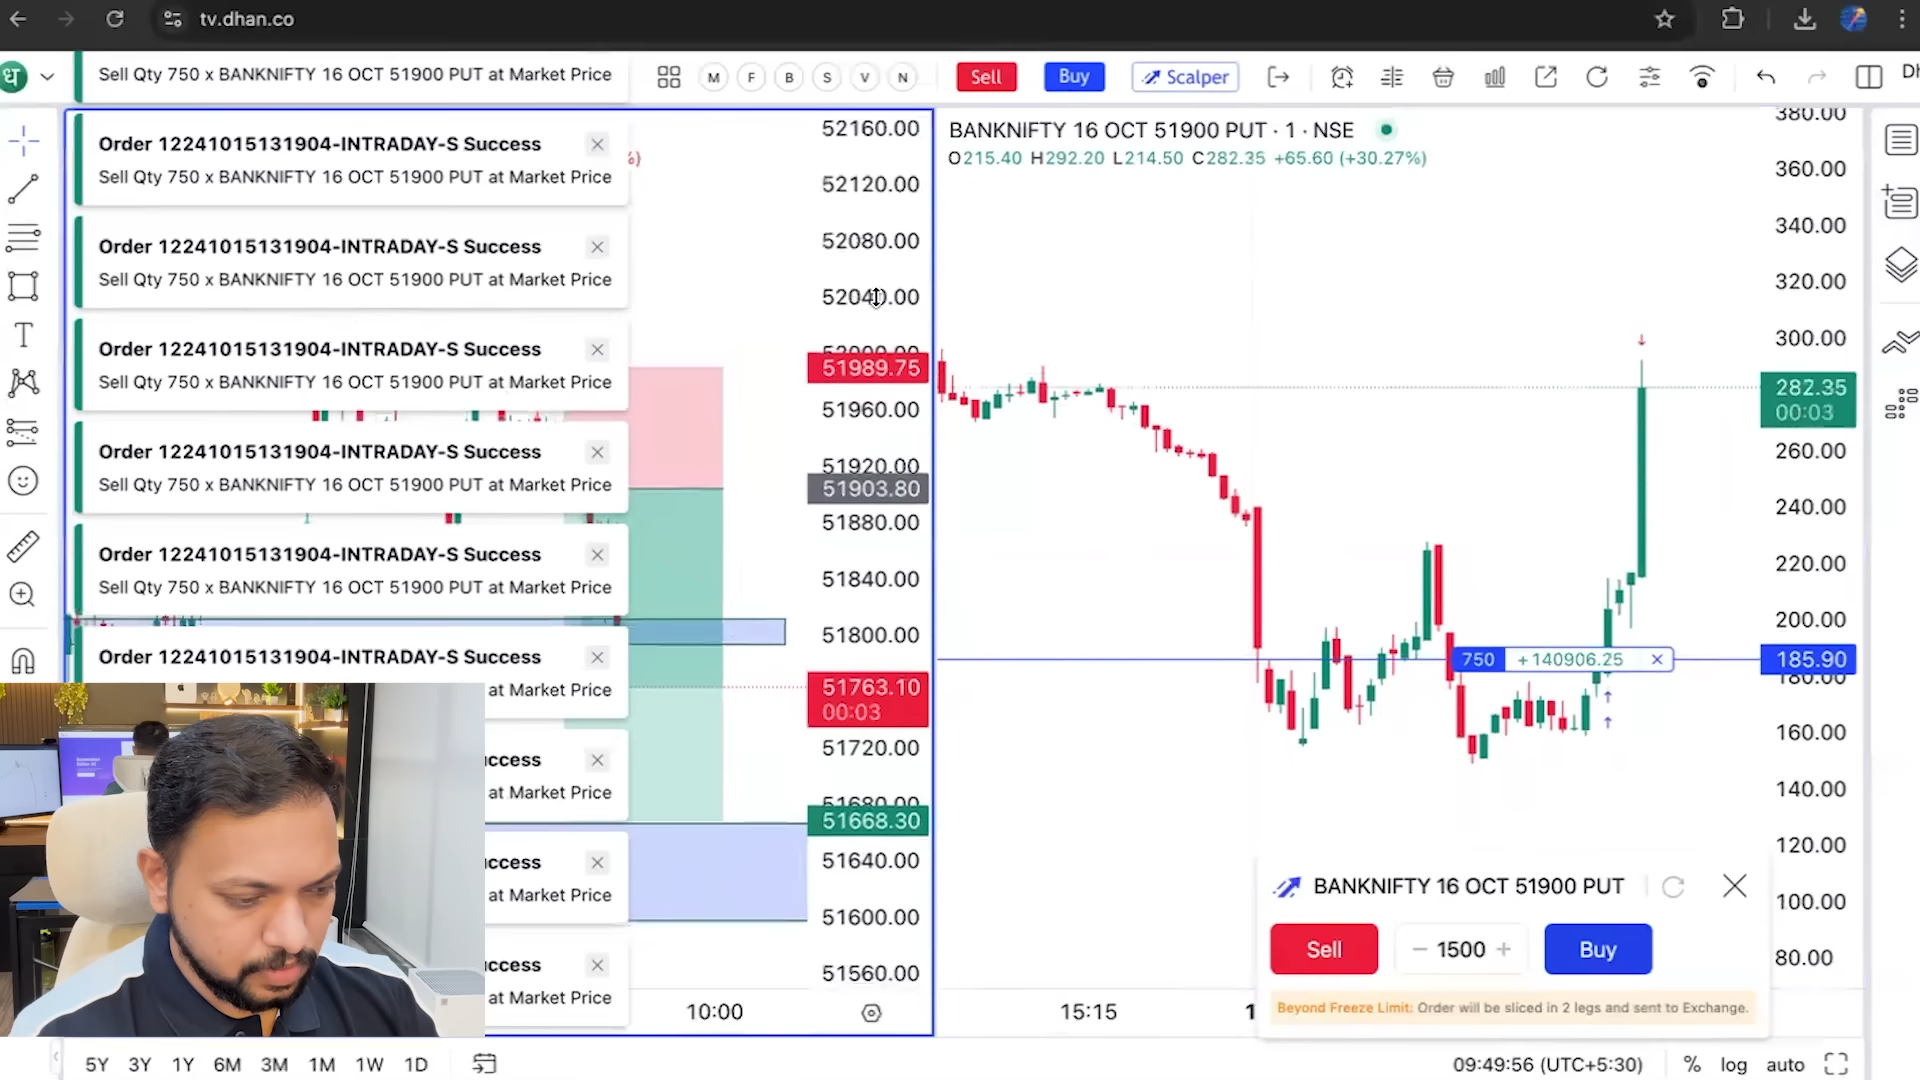 tv.dhan.co
ध
Sell Qty 750 x BANKNIFTY 16 OCT 51900 PUT at Market Price
M F B S V N
Sell
Buy
Scalper
Order 12241015131904-INTRADAY-S Success
Sell Qty 750 x BANKNIFTY 16 OCT 51900 PUT at Market Price
Order 12241015131904-INTRADAY-S Success
Sell Qty 750 x BANKNIFTY 16 OCT 51900 PUT at Market Price
Order 12241015131904-INTRADAY-S Success
Sell Qty 750 x BANKNIFTY 16 OCT 51900 PUT at Market Price
Order 12241015131904-INTRADAY-S Success
Sell Qty 750 x BANKNIFTY 16 OCT 51900 PUT at Market Price
Order 12241015131904-INTRADAY-S Success
Sell Qty 750 x BANKNIFTY 16 OCT 51900 PUT at Market Price
Order 12241015131904-INTRADAY-S Success
at Market Price
ccess
at Market Price
ccess
at Market Price
ccess
at Market Price
%)
52160.00
52120.00
52080.00
52040.00
51989.75
51960.00
51920.00
51903.80
51880.00
51840.00
51800.00
51763.10
00:03
51720.00
51680.00
51668.30
51640.00
51600.00
51560.00
10:00
BANKNIFTY 16 OCT 51900 PUT · 1 · NSE
O215.40 H292.20 L214.50 C282.35 +65.60 (+30.27%)
380.00
360.00
340.00
320.00
300.00
282.35
00:03
260.00
240.00
220.00
200.00
750 +140906.25
185.90
180.00
160.00
140.00
120.00
100.00
80.00
BANKNIFTY 16 OCT 51900 PUT
Sell
1500
Buy
Beyond Freeze Limit: Order will be sliced in 2 legs and sent to Exchange.
15:15
5Y 3Y 1Y 6M 3M 1M 1W 1D
09:49:56 (UTC+5:30)
% log auto